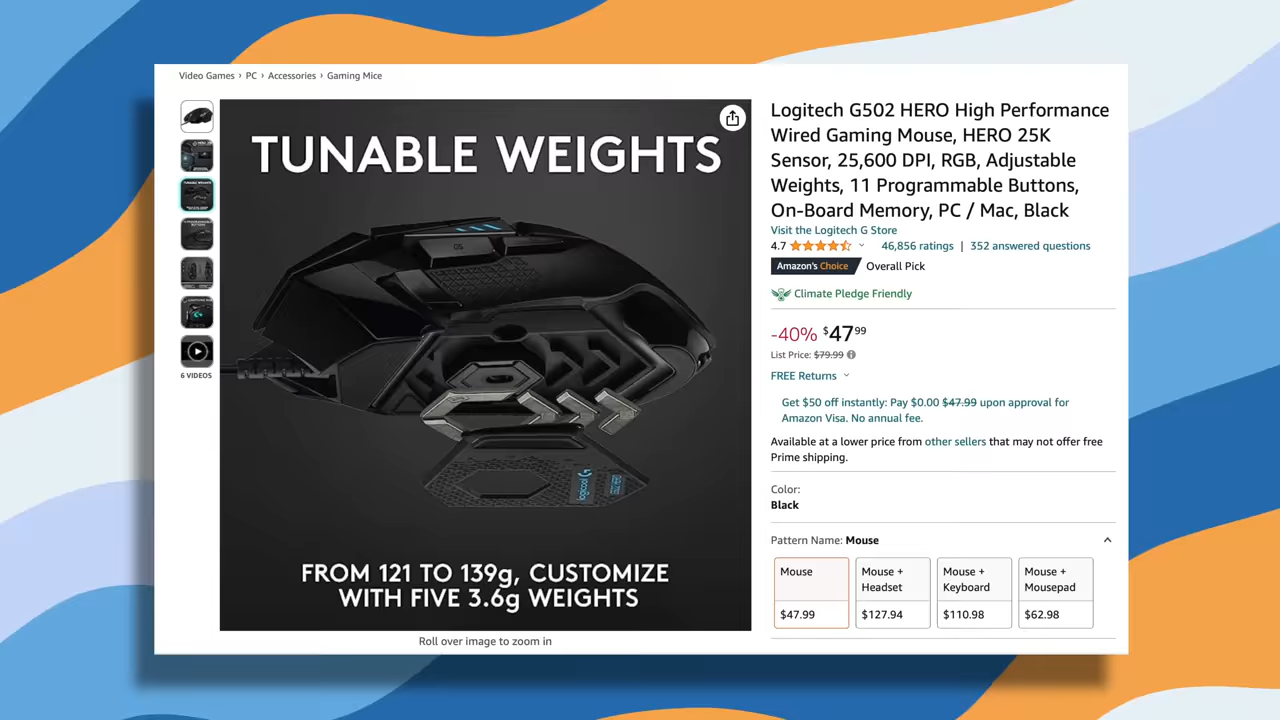 Video Games › PC › Accessories › Gaming Mice
TUNABLE WEIGHTS
G5
logicool G
FROM 121 TO 139g, CUSTOMIZE
WITH FIVE 3.6g WEIGHTS
6 VIDEOS
Roll over image to zoom in
Logitech G502 HERO High Performance
Wired Gaming Mouse, HERO 25K
Sensor, 25,600 DPI, RGB, Adjustable
Weights, 11 Programmable Buttons,
On-Board Memory, PC / Mac, Black
Visit the Logitech G Store
4.7 46,856 ratings | 352 answered questions
Amazon's Choice Overall Pick
Climate Pledge Friendly
-40% $47 99
List Price: $79.99
FREE Returns
Get $50 off instantly: Pay $0.00 $47.99 upon approval for
Amazon Visa. No annual fee.
Available at a lower price from other sellers that may not offer free
Prime shipping.
Color:
Black
Pattern Name: Mouse
Mouse
$47.99
Mouse +
Headset
$127.94
Mouse +
Keyboard
$110.98
Mouse +
Mousepad
$62.98